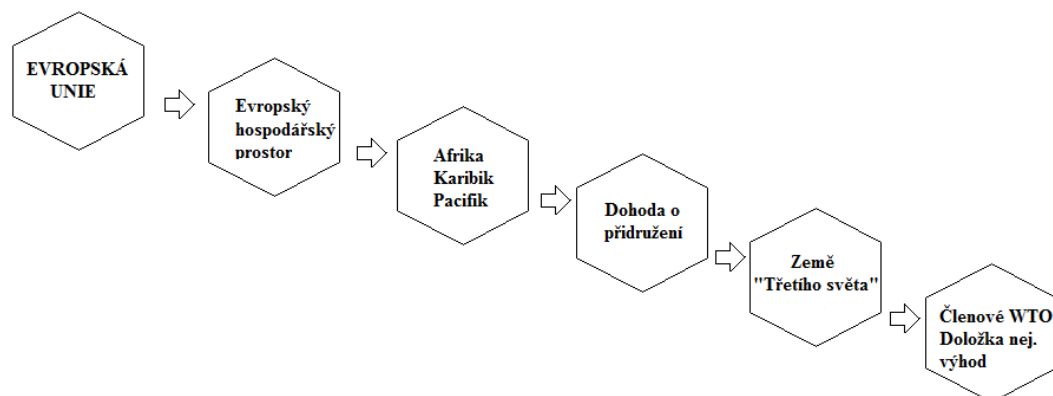 EVROPSKÁ
UNIE
Evropský
hospodářský
prostor
Afrika
Karibik
Pacifik
Dohoda o
přidružení
Země
"Třetího světa"
Členové WTO
Doložka nej.
výhod